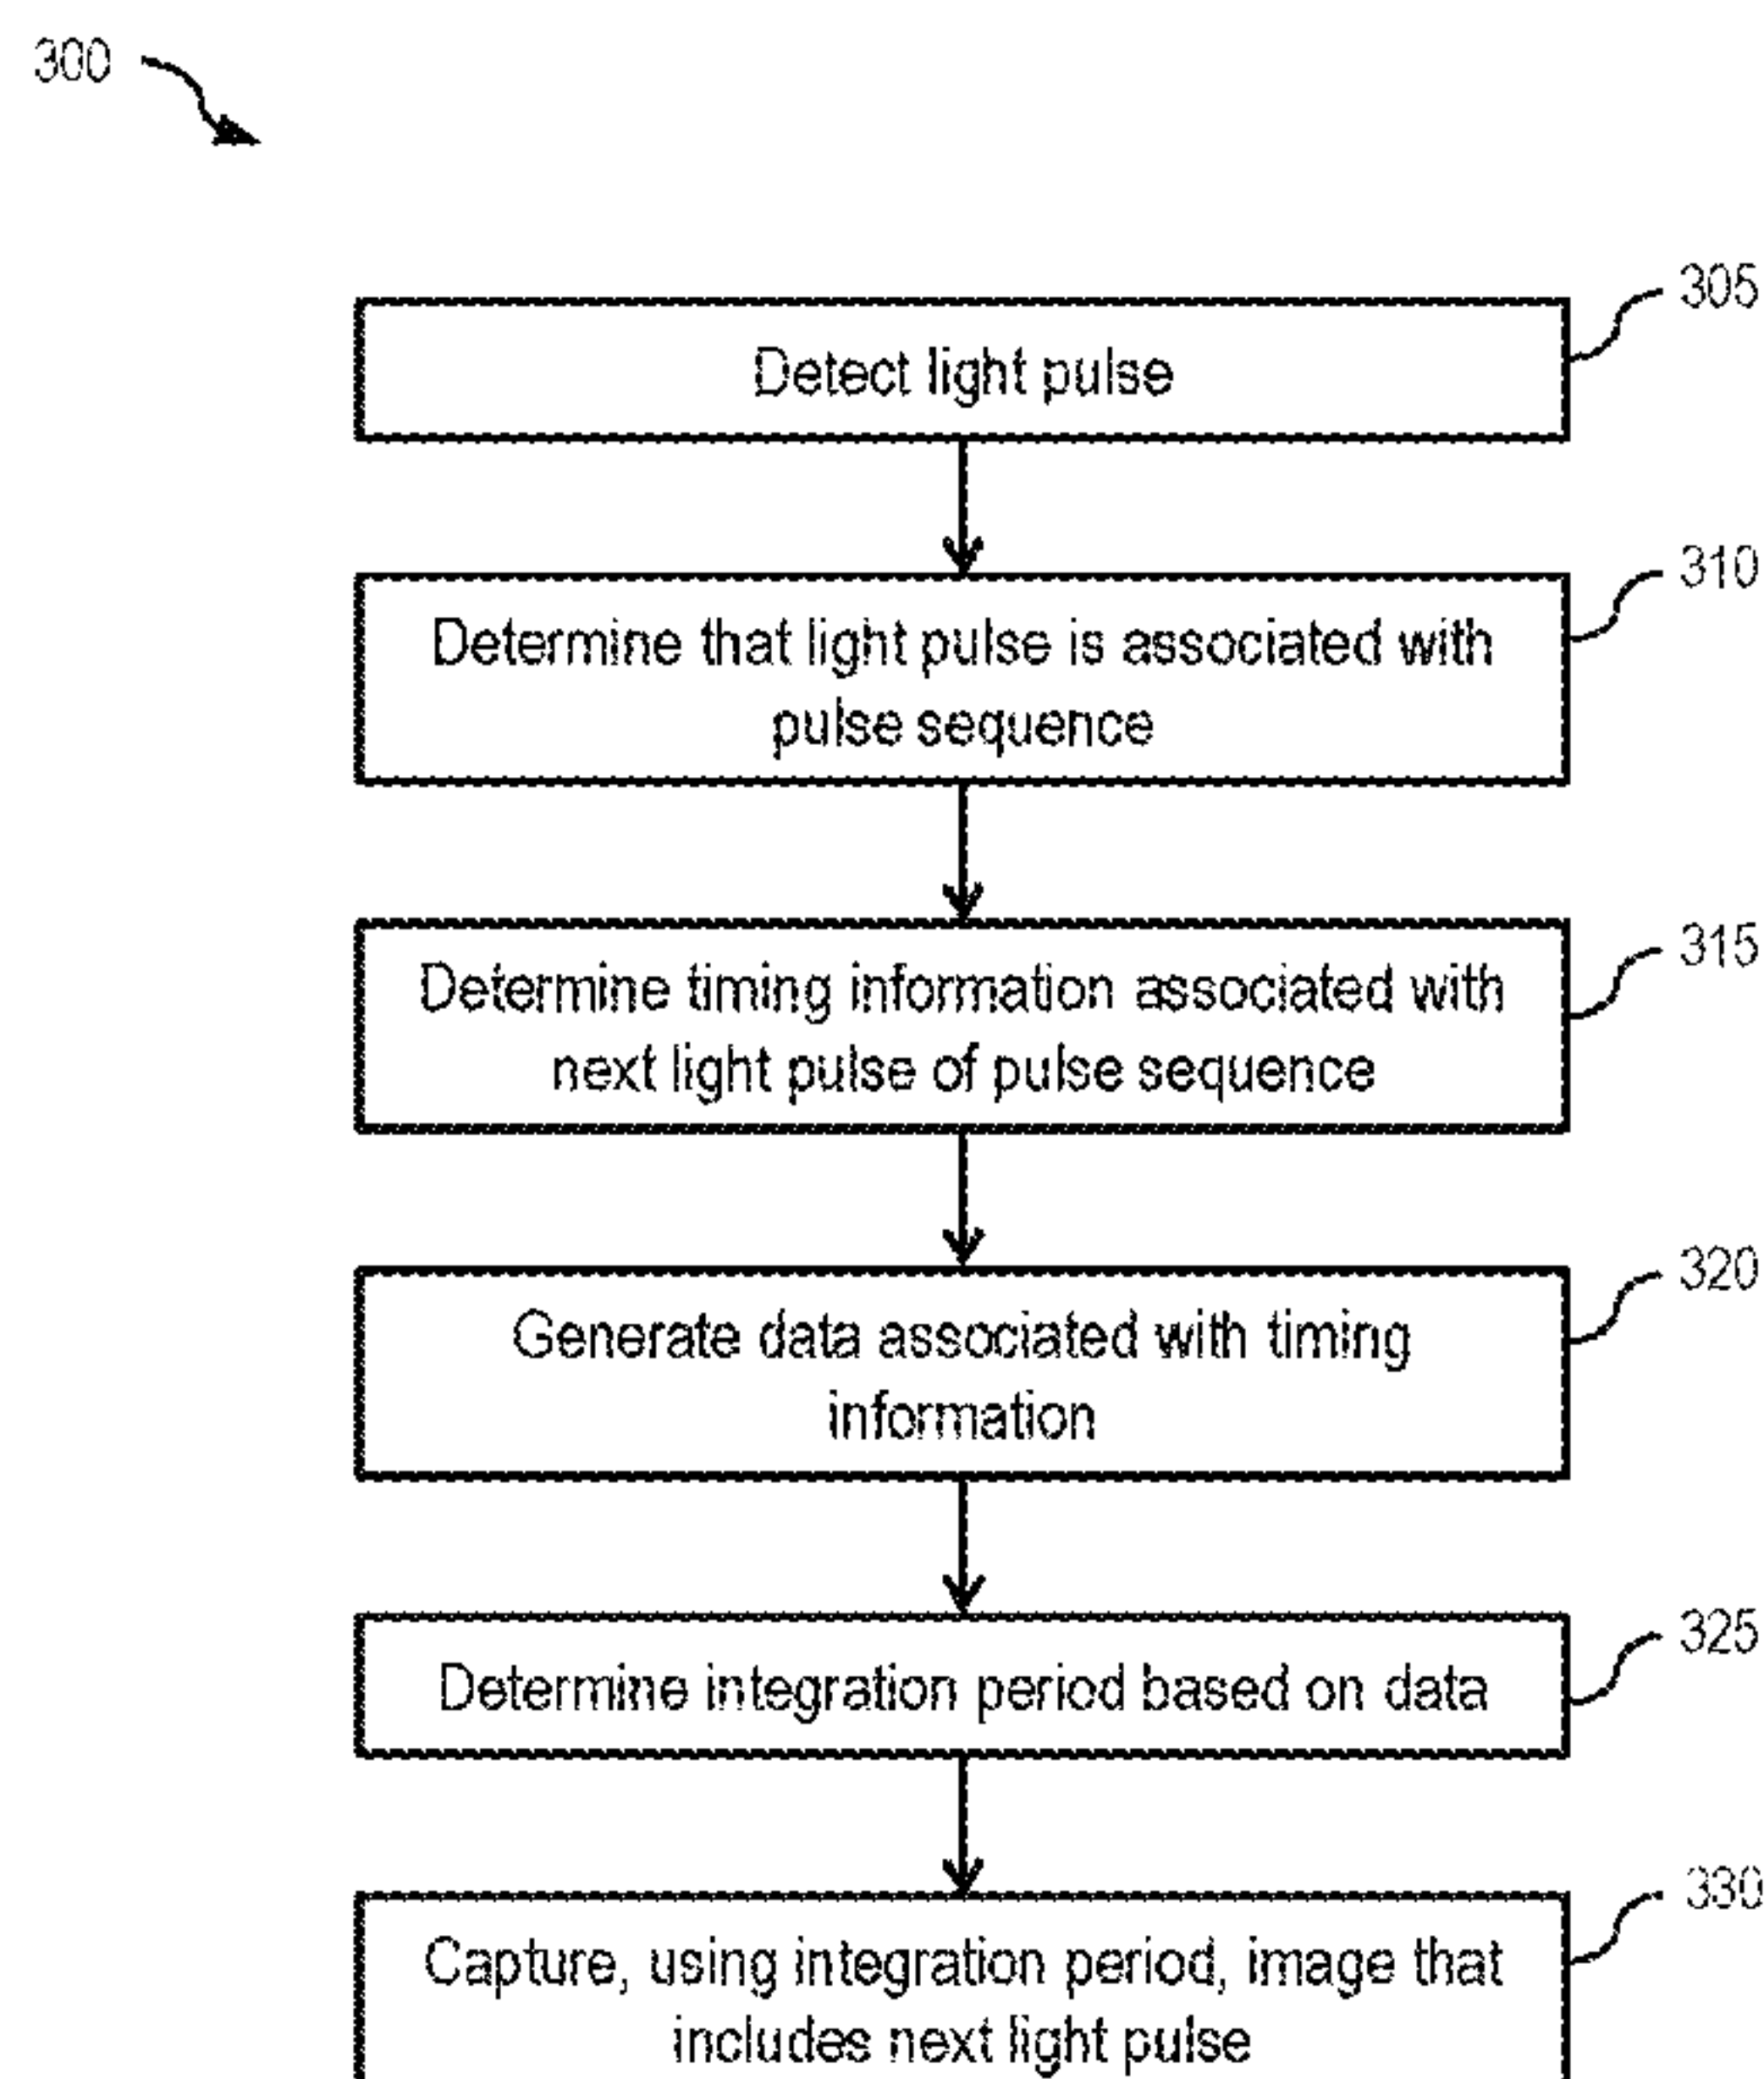 300
305
Detect light pulse
310
Determine that light pulse is associated with
pulse sequence
315
Determine timing information associated with
next light pulse of pulse sequence
320
Generate data associated with timing
information
325
Determine integration period based on data
330
Capture, using integration period, image that
includes next light pulse